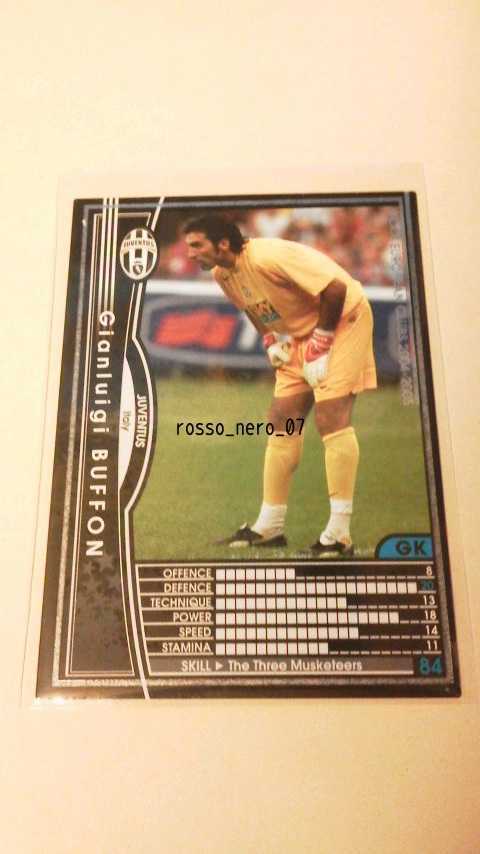 JUVENTUS
Gianluigi BUFFON
JUVENTUS
Italy
rosso_nero_07
GK
OFFENCE 8
DEFENCE 20
TECHNIQUE 13
POWER 18
SPEED 14
STAMINA 11
SKILL ▶ The Three Musketeers 84